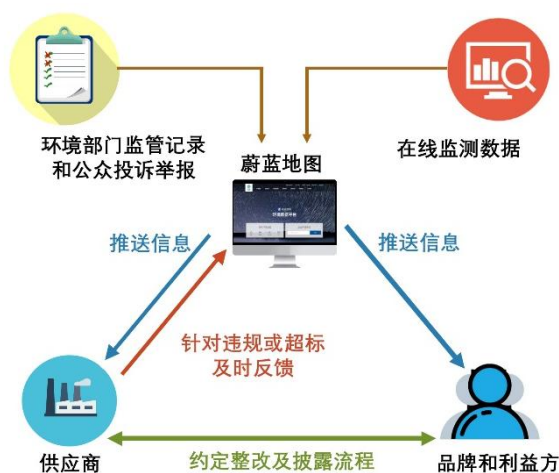 环境部门监管记录
和公众投诉举报
蔚蓝地图
在线监测数据
推送信息
推送信息
针对违规或超标
及时反馈
供应商
约定整改及披露流程
品牌和利益方